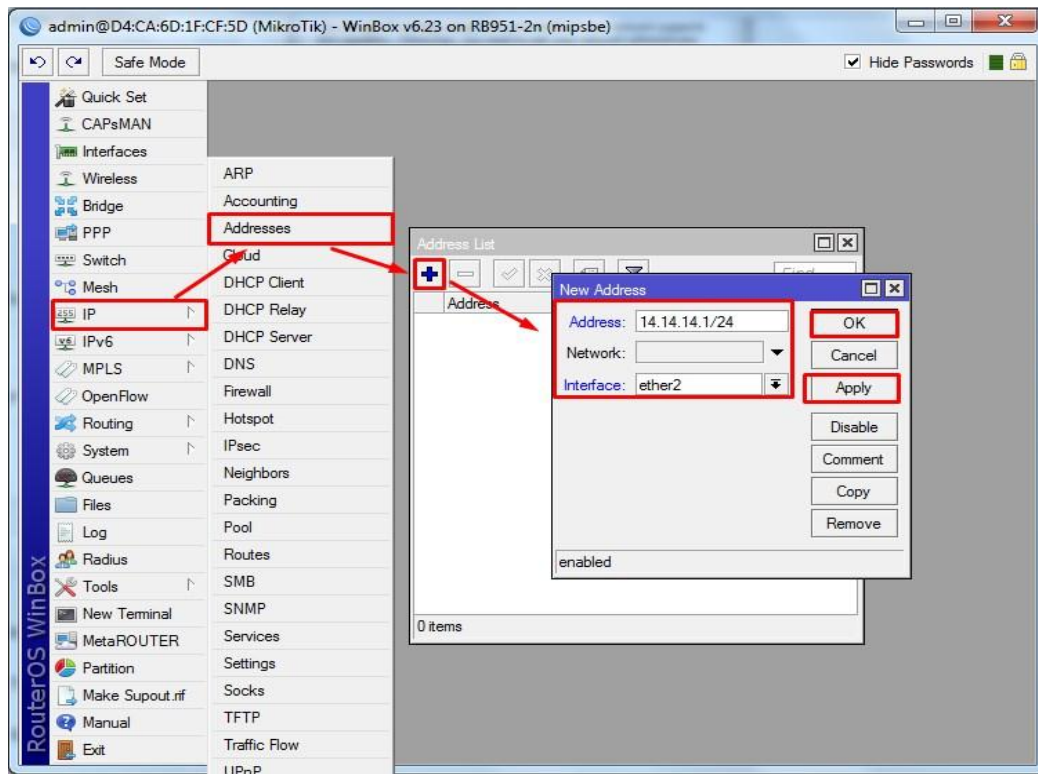 admin@D4:CA:6D:1F:CF:5D (MikroTik) - WinBox v6.23 on RB951-2n (mipsbe)
Safe Mode
Hide Passwords
Quick Set
CAPsMAN
Interfaces
Wireless
Bridge
PPP
Switch
Mesh
IP
IPv6
MPLS
OpenFlow
Routing
System
Queues
Files
Log
Radius
Tools
New Terminal
MetaROUTER
Partition
Make Supout.rif
Manual
Exit
RouterOS WinBox
ARP
Accounting
Addresses
Cloud
DHCP Client
DHCP Relay
DHCP Server
DNS
Firewall
Hotspot
IPsec
Neighbors
Packing
Pool
Routes
SMB
SNMP
Services
Settings
Socks
TFTP
Traffic Flow
UPnP
Address List
Find
Address
0 items
New Address
Address: 14.14.14.1/24
Network:
Interface: ether2
OK
Cancel
Apply
Disable
Comment
Copy
Remove
enabled